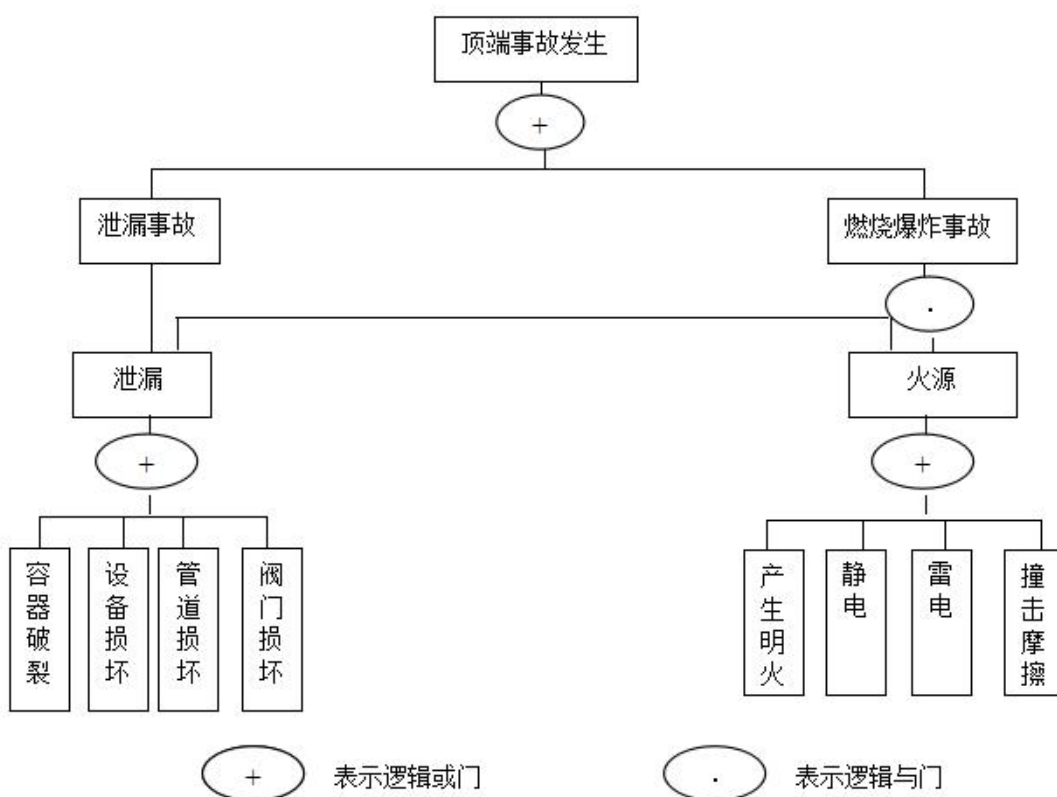 顶端事故发生
+
泄漏事故
燃烧爆炸事故
.
泄漏
火源
+
+
容器破裂
设备损坏
管道损坏
阀门损坏
产生明火
静电
雷电
撞击摩擦
+ 表示逻辑或门
. 表示逻辑与门